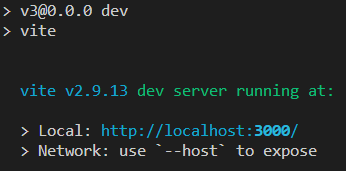 > v3@0.0.0 dev
> vite
vite v2.9.13 dev server running at:
> Local: http://localhost:3000/
> Network: use `--host` to expose